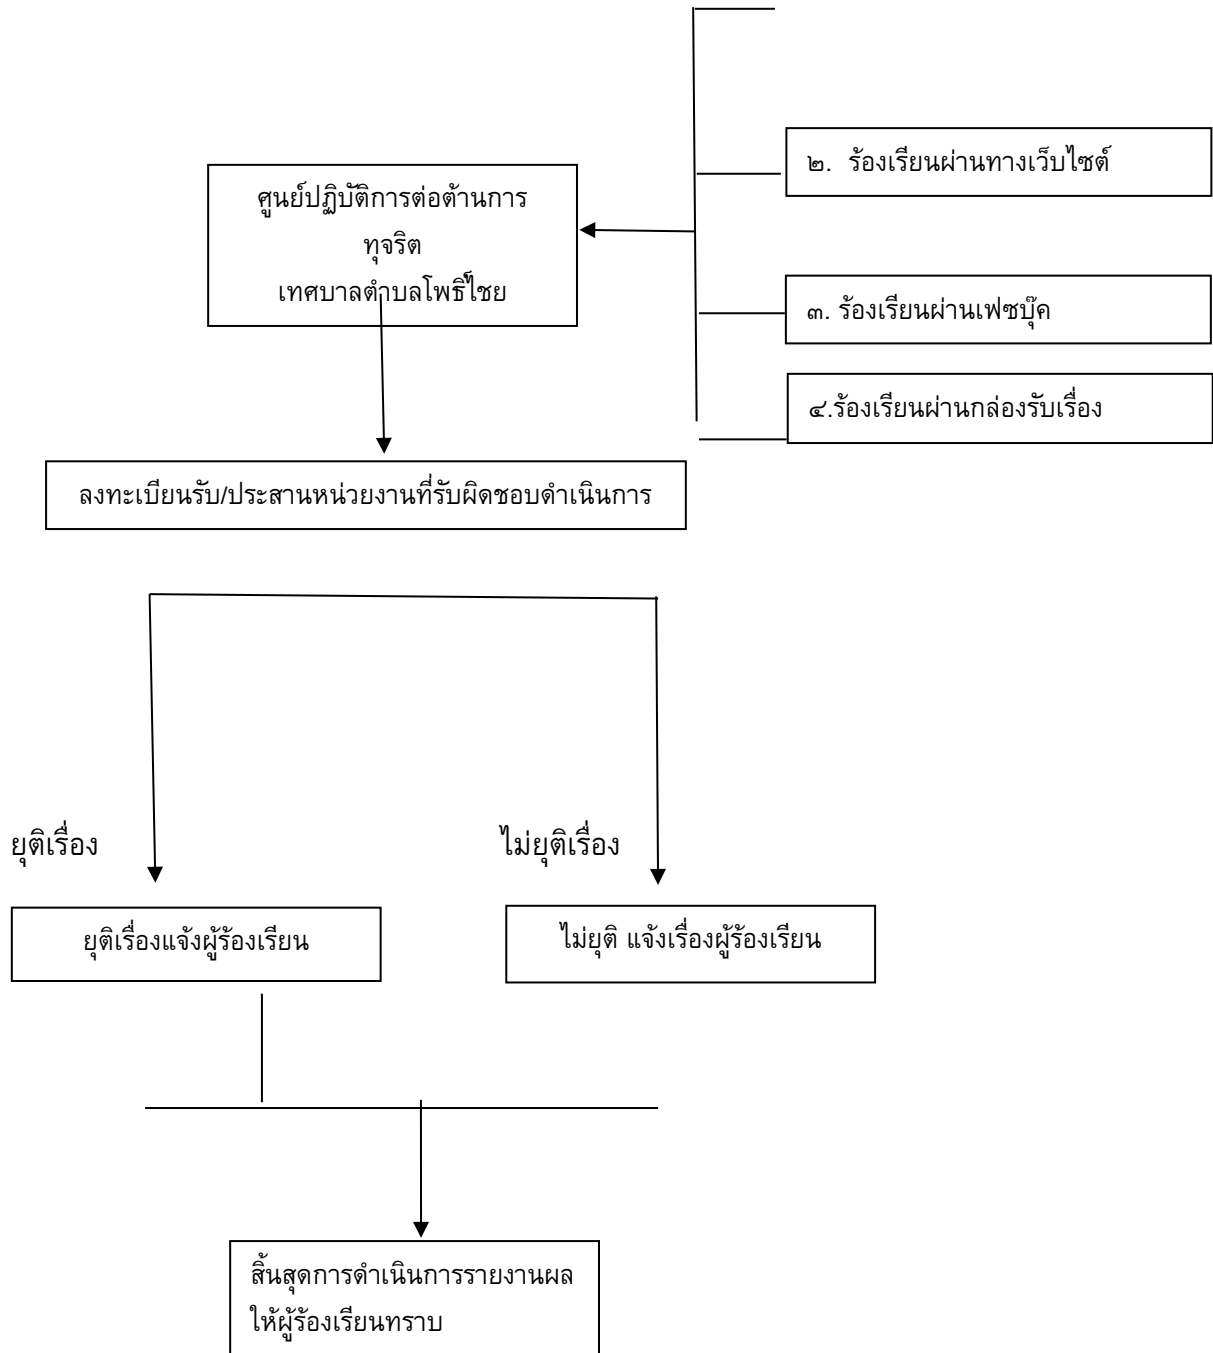 ๒. ร้องเรียนผ่านทางเว็บไซต์
ศูนย์ปฏิบัติการต่อต้านการ
ทุจริต
เทศบาลตำบลโพธิ์ไชย
๓. ร้องเรียนผ่านเฟซบุ๊ค
๔.ร้องเรียนผ่านกล่องรับเรื่อง
ลงทะเบียนรับ/ประสานหน่วยงานที่รับผิดชอบดำเนินการ
ยุติเรื่อง
ไม่ยุติเรื่อง
ยุติเรื่องแจ้งผู้ร้องเรียน
ไม่ยุติ แจ้งเรื่องผู้ร้องเรียน
สิ้นสุดการดำเนินการรายงานผล
ให้ผู้ร้องเรียนทราบ